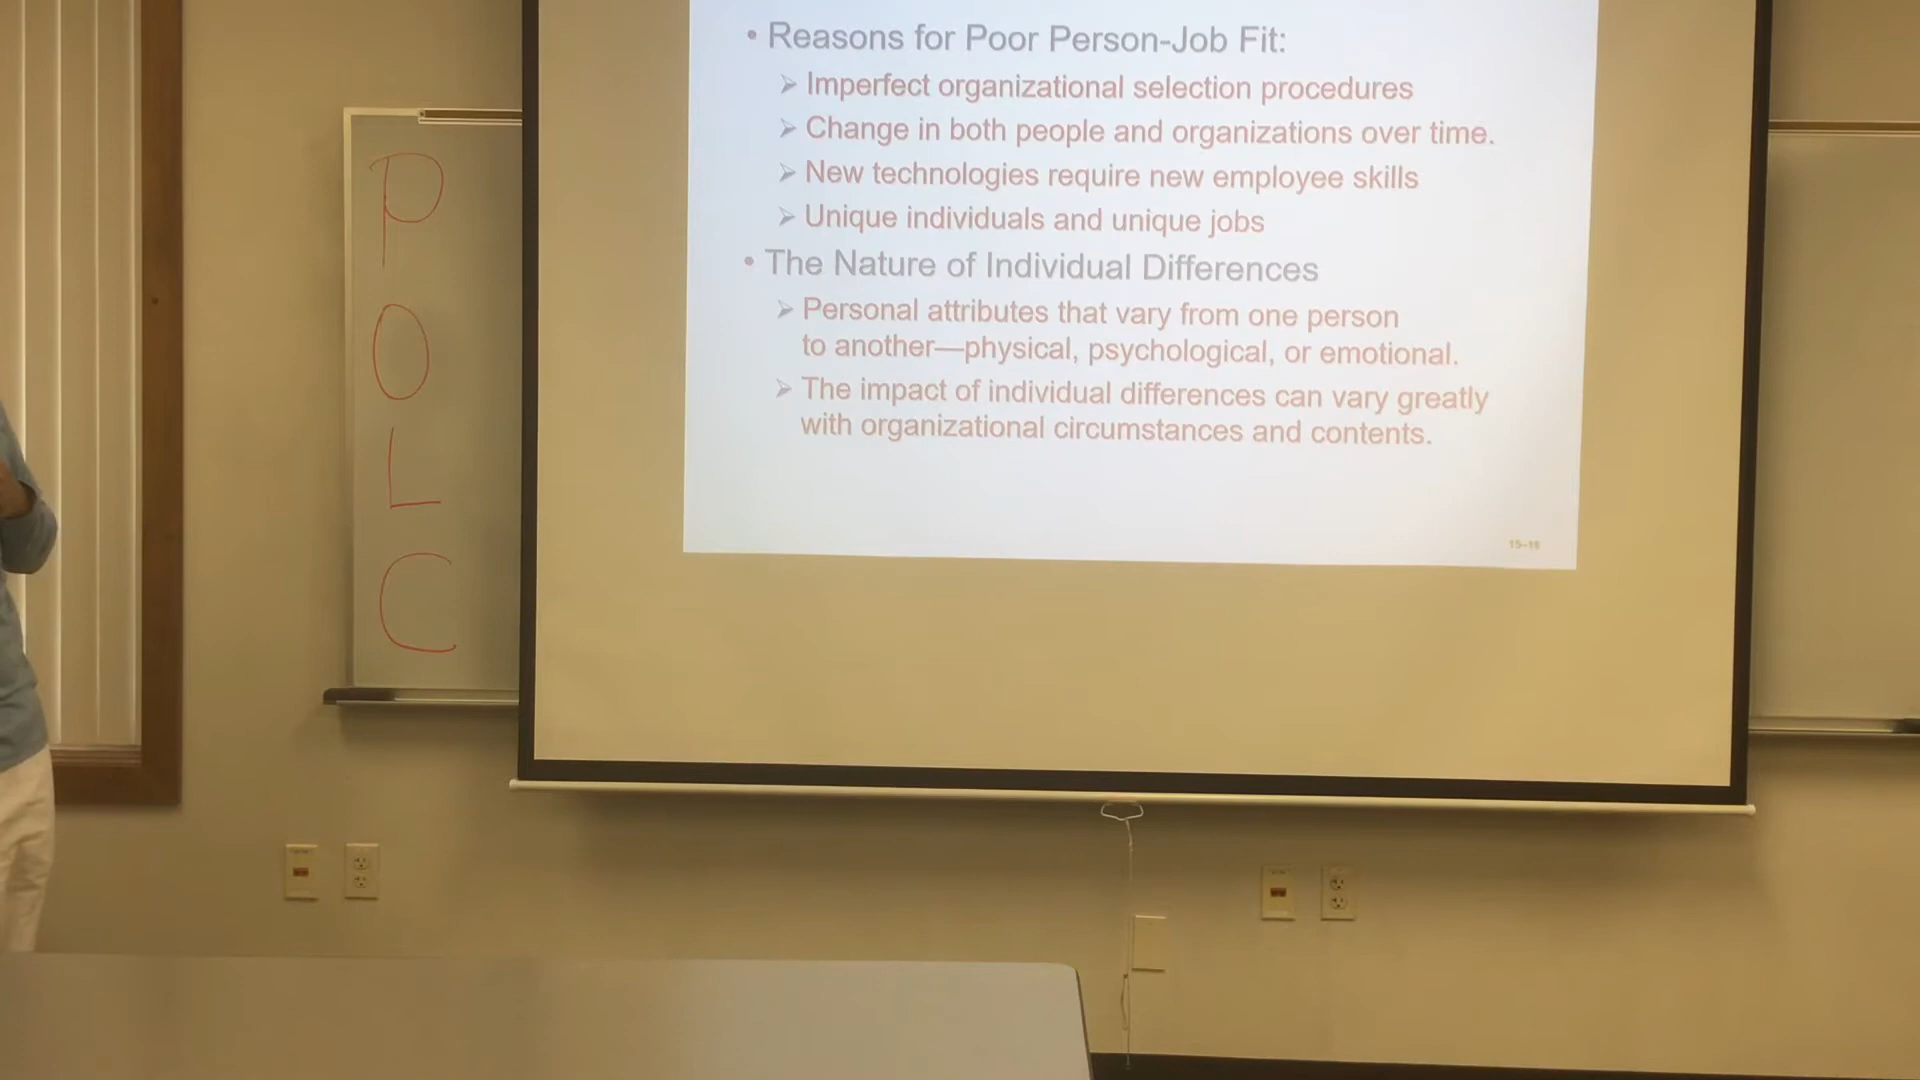 • Reasons for Poor Person-Job Fit:
➢ Imperfect organizational selection procedures
➢ Change in both people and organizations over time.
➢ New technologies require new employee skills
➢ Unique individuals and unique jobs
• The Nature of Individual Differences
➢ Personal attributes that vary from one person
to another—physical, psychological, or emotional.
➢ The impact of individual differences can vary greatly
with organizational circumstances and contents.
P
O
L
C